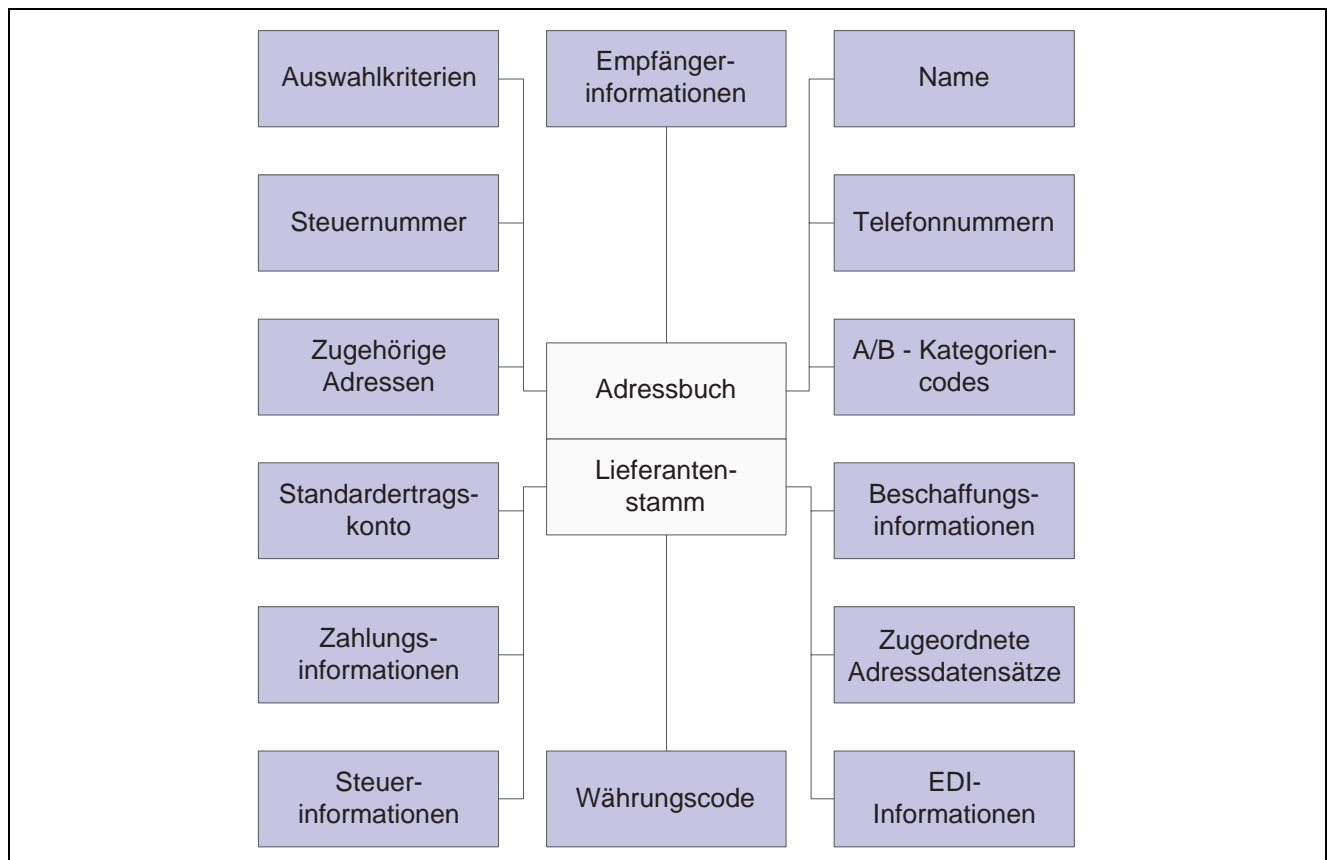 Auswahlkriterien
Empfänger-
informationen
Name
Steuernummer
Telefonnummern
Zugehörige
Adressen
Adressbuch
A/B - Kategorien-
codes
Standardertrags-
konto
Lieferanten-
stamm
Beschaffungs-
informationen
Zahlungs-
informationen
Zugeordnete
Adressdatensätze
Steuer-
informationen
Währungscode
EDI-
Informationen